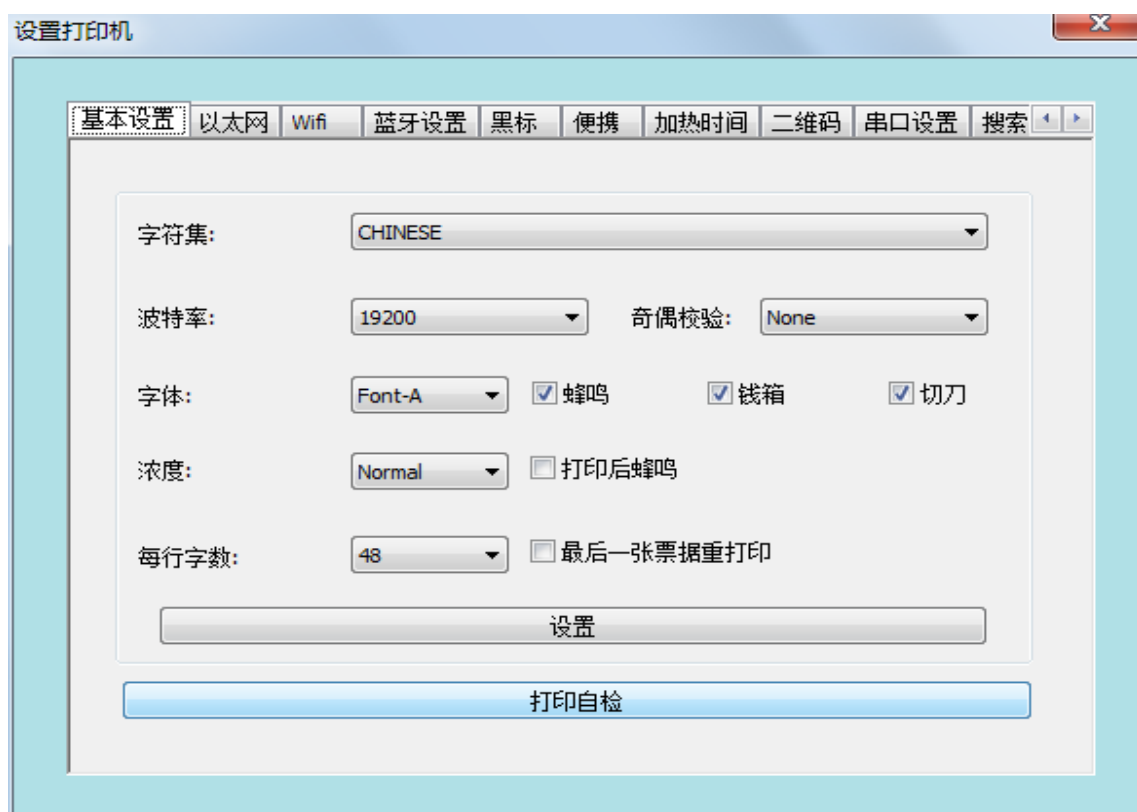 设置打印机
基本设置 以太网 Wifi 蓝牙设置 黑标 便携 加热时间 二维码 串口设置 搜索
字符集: CHINESE
波特率: 19200 奇偶校验: None
字体: Font-A 蜂鸣 钱箱 切刀
浓度: Normal 打印后蜂鸣
每行字数: 48 最后一张票据重打印
设置
打印自检